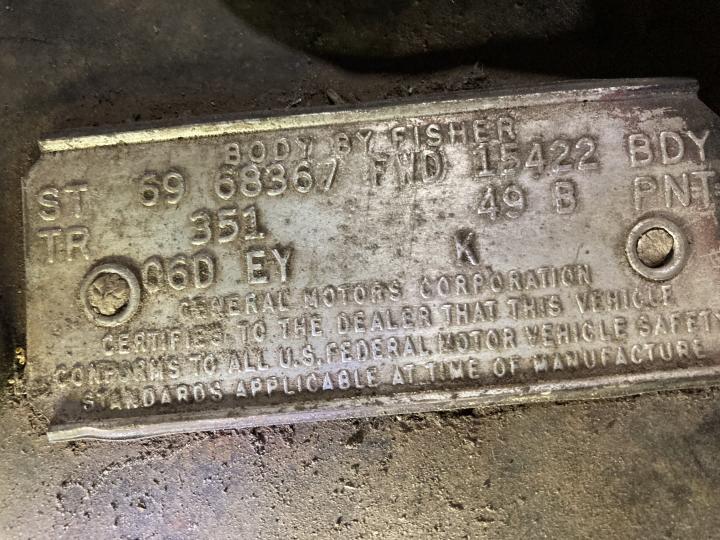 BODY BY FISHER
ST 69 68367 FWD 15422 BDY
TR 351 49 B PNT
06D EY K
GENERAL MOTORS CORPORATION
CERTIFIES TO THE DEALER THAT THIS VEHICLE
CONFORMS TO ALL U.S. FEDERAL MOTOR VEHICLE SAFETY
STANDARDS APPLICABLE AT TIME OF MANUFACTURE